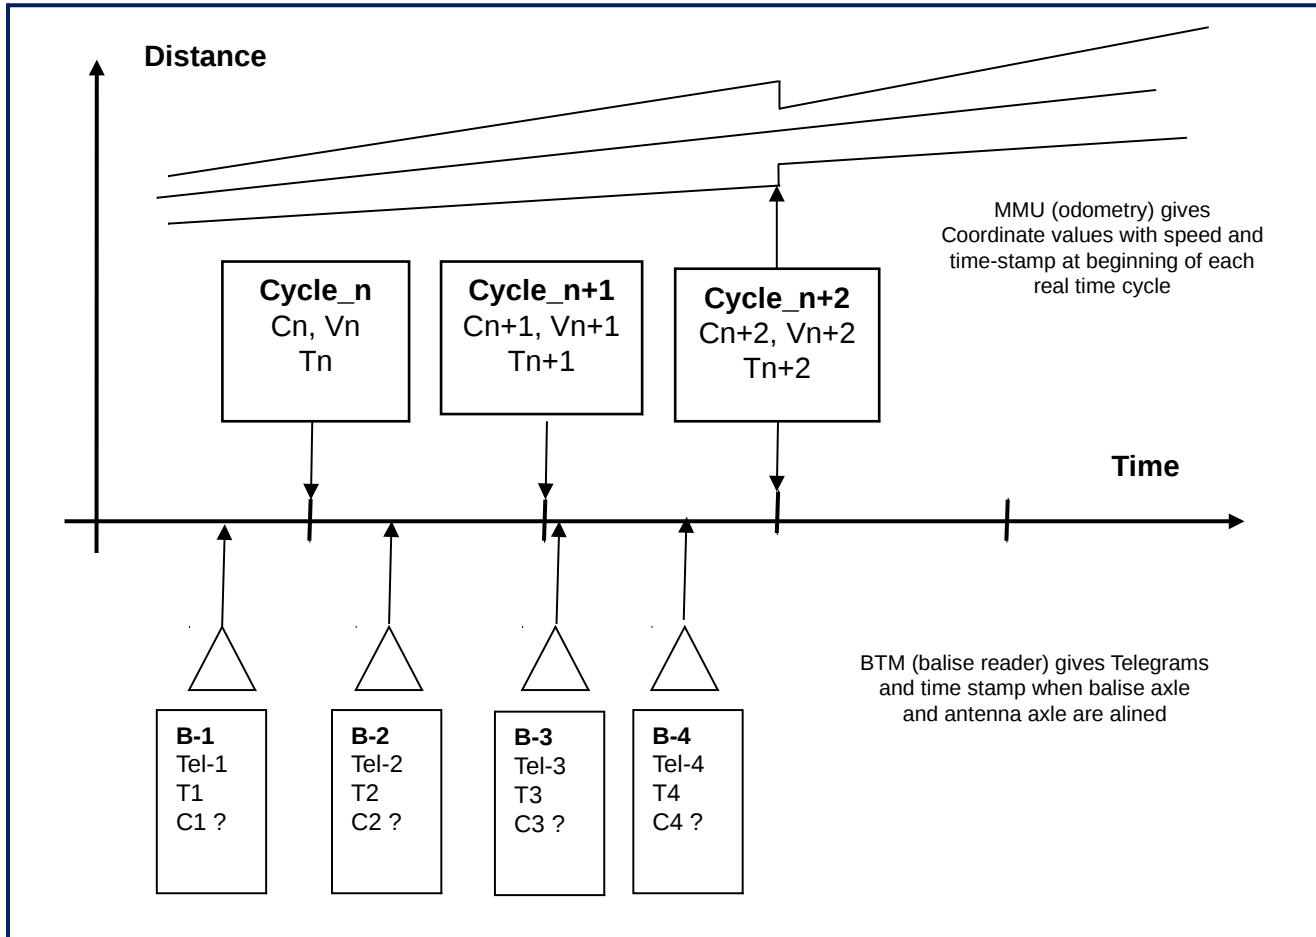 Distance
MMU (odometry) gives
Coordinate values with speed and
time-stamp at beginning of each
real time cycle
Cycle_n
Cn, Vn
Tn
Cycle_n+1
Cn+1, Vn+1
Tn+1
Cycle_n+2
Cn+2, Vn+2
Tn+2
Time
BTM (balise reader) gives Telegrams
and time stamp when balise axle
and antenna axle are alined
B-1
Tel-1
T1
C1 ?
B-2
Tel-2
T2
C2 ?
B-3
Tel-3
T3
C3 ?
B-4
Tel-4
T4
C4 ?